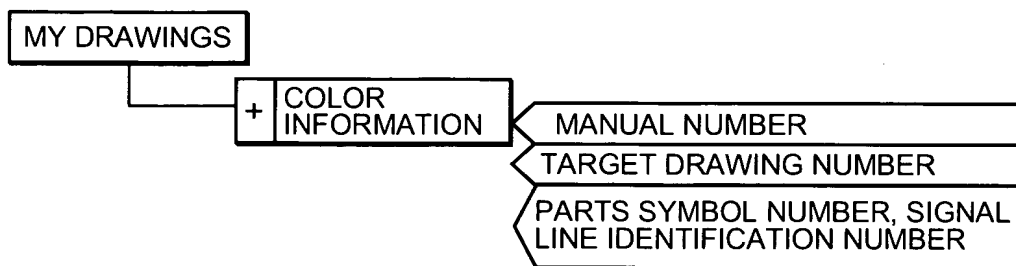 MY DRAWINGS
+
COLOR
INFORMATION
MANUAL NUMBER
TARGET DRAWING NUMBER
PARTS SYMBOL NUMBER, SIGNAL
LINE IDENTIFICATION NUMBER